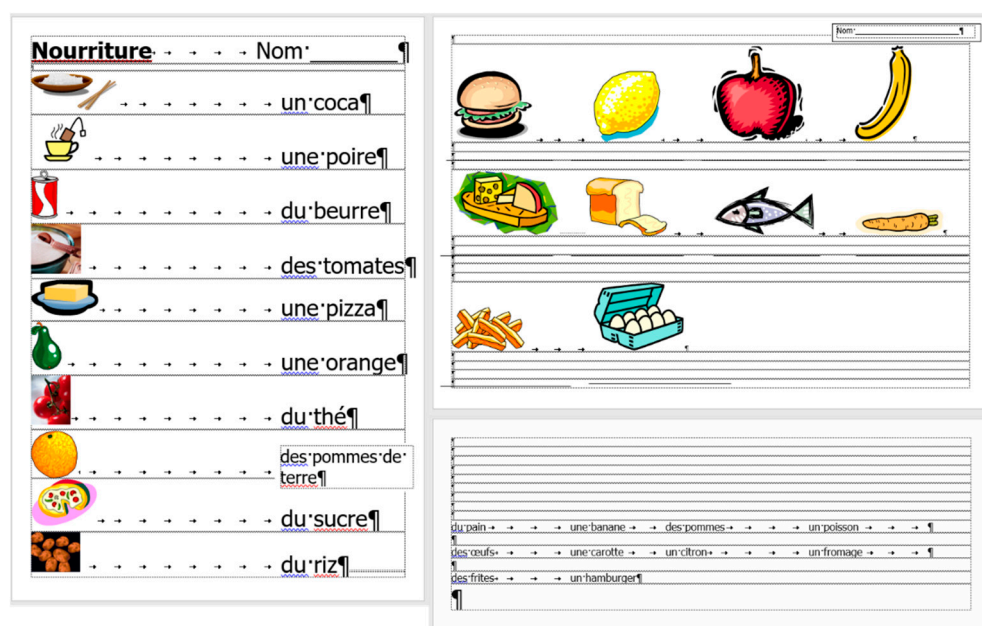 Nourriture Nom
un coca
une poire
du beurre
des tomates
une pizza
une orange
du thé
des pommes de
terre
du sucre
du riz
Nom
du pain une banane des pommes un poisson
des œufs une carotte un citron un fromage
des frites un hamburger